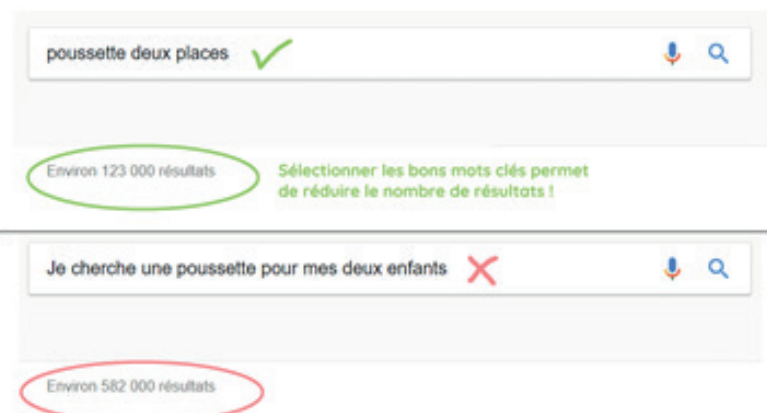 poussette deux places
Environ 123 000 résultats
Sélectionner les bons mots clés permet
de réduire le nombre de résultats !
Je cherche une poussette pour mes deux enfants
Environ 582 000 résultats